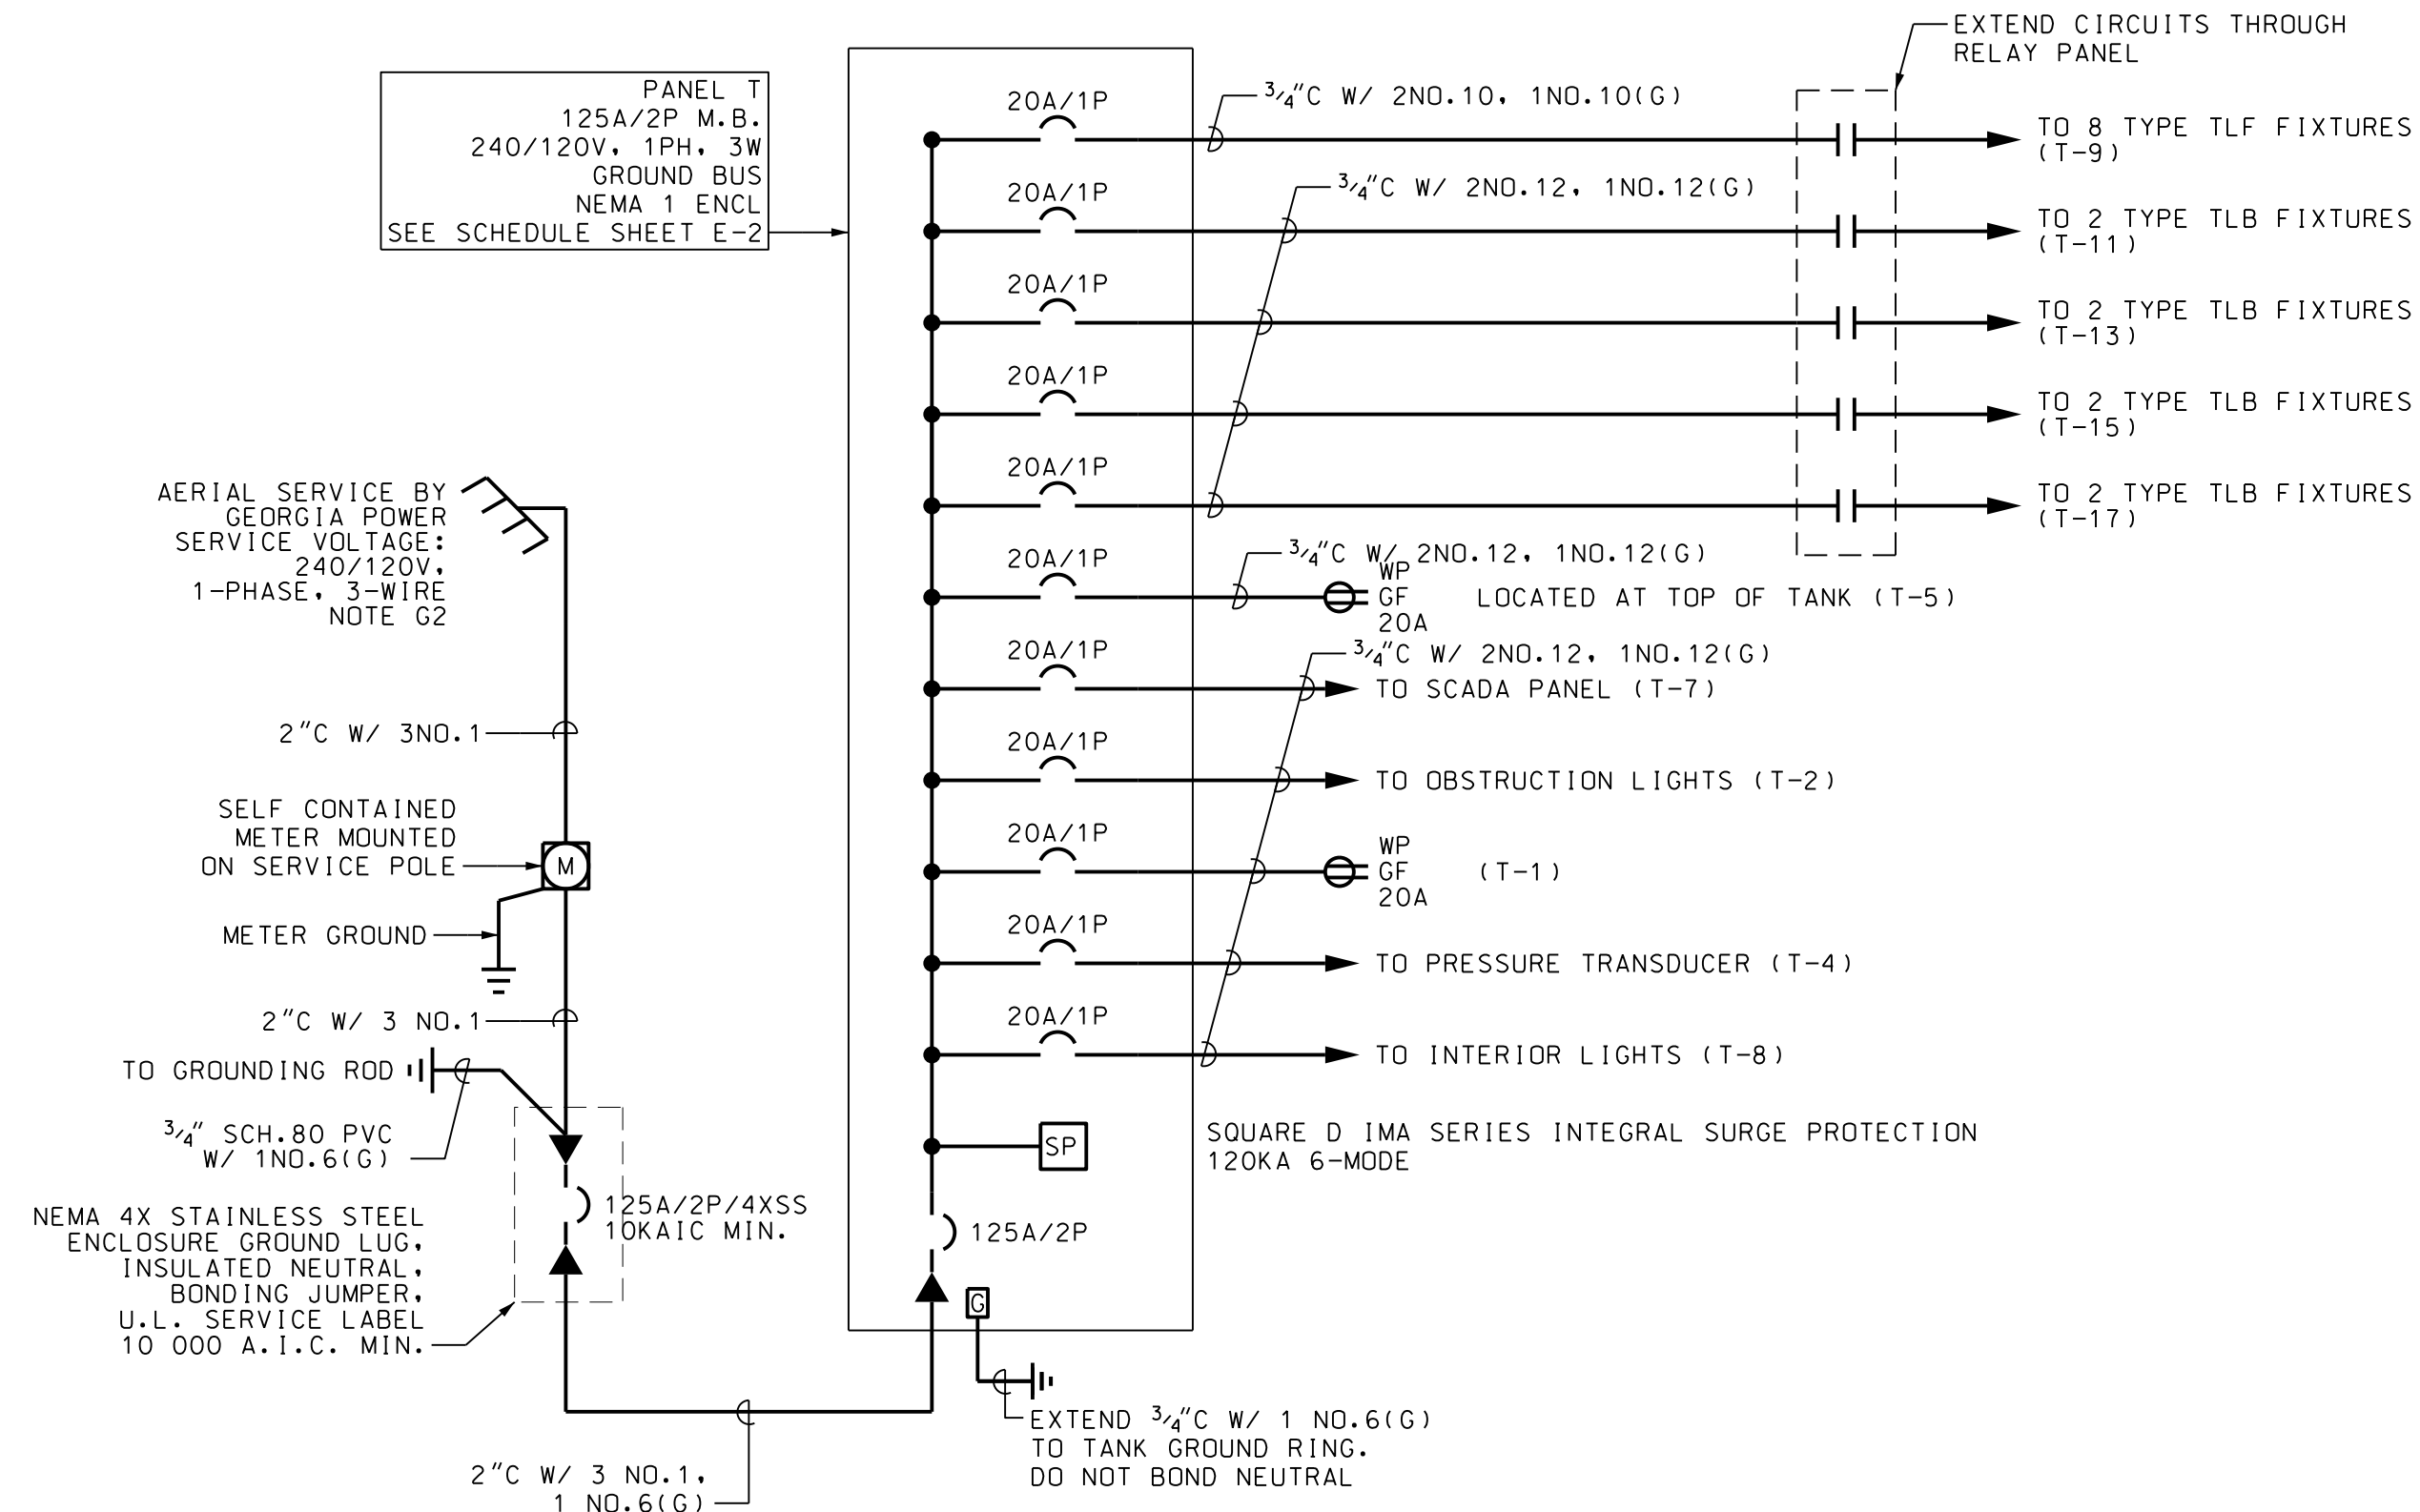 EXTEND CIRCUITS THROUGH
RELAY PANEL
PANEL T
125A/2P M.B.
240/120V, 1PH, 3W
GROUND BUS
NEMA 1 ENCL
SEE SCHEDULE SHEET E-2
20A/1P
3/4"C W/ 2NO.10, 1NO.10(G)
TO 8 TYPE TLF FIXTURES
(T-9)
20A/1P
3/4"C W/ 2NO.12, 1NO.12(G)
TO 2 TYPE TLB FIXTURES
(T-11)
20A/1P
TO 2 TYPE TLB FIXTURES
(T-13)
20A/1P
TO 2 TYPE TLB FIXTURES
(T-15)
20A/1P
TO 2 TYPE TLB FIXTURES
(T-17)
AERIAL SERVICE BY
GEORGIA POWER
SERVICE VOLTAGE:
240/120V,
1-PHASE, 3-WIRE
NOTE G2
20A/1P
3/4"C W/ 2NO.12, 1NO.12(G)
WP
GF
20A
LOCATED AT TOP OF TANK (T-5)
20A/1P
3/4"C W/ 2NO.12, 1NO.12(G)
TO SCADA PANEL (T-7)
2"C W/ 3NO.1
20A/1P
TO OBSTRUCTION LIGHTS (T-2)
SELF CONTAINED
METER MOUNTED
ON SERVICE POLE
M
20A/1P
WP
GF
20A
(T-1)
METER GROUND
20A/1P
TO PRESSURE TRANSDUCER (T-4)
2"C W/ 3 NO.1
20A/1P
TO INTERIOR LIGHTS (T-8)
TO GROUNDING ROD
3/4" SCH.80 PVC
W/ 1NO.6(G)
SP
SQUARE D IMA SERIES INTEGRAL SURGE PROTECTION
120KA 6-MODE
125A/2P/4XSS
10KAIC MIN.
NEMA 4X STAINLESS STEEL
ENCLOSURE GROUND LUG,
INSULATED NEUTRAL,
BONDING JUMPER,
U.L. SERVICE LABEL
10 000 A.I.C. MIN.
125A/2P
G
EXTEND 3/4"C W/ 1 NO.6(G)
TO TANK GROUND RING.
DO NOT BOND NEUTRAL
2"C W/ 3 NO.1,
1 NO.6(G)